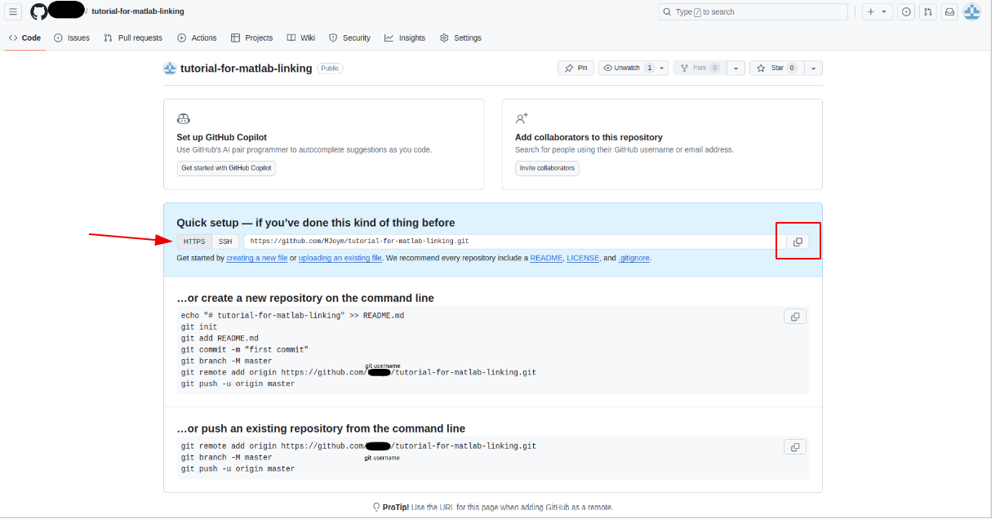 / tutorial-for-matlab-linking
Type / to search
Code Issues Pull requests Actions Projects Wiki Security Insights Settings
tutorial-for-matlab-linking Public
Pin Unwatch 1 Fork 0 Star 0
Set up GitHub Copilot
Use GitHub's AI pair programmer to autocomplete suggestions as you code.
Get started with GitHub Copilot
Add collaborators to this repository
Search for people using their GitHub username or email address.
Invite collaborators
Quick setup — if you’ve done this kind of thing before
HTTPS SSH https://github.com/MJoym/tutorial-for-matlab-linking.git
Get started by creating a new file or uploading an existing file. We recommend every repository include a README, LICENSE, and .gitignore.
…or create a new repository on the command line
echo "# tutorial-for-matlab-linking" >> README.md
git init
git add README.md
git commit -m "first commit"
git branch -M master
git username
git remote add origin https://github.com/ /tutorial-for-matlab-linking.git
git push -u origin master
…or push an existing repository from the command line
git remote add origin https://github.com/ /tutorial-for-matlab-linking.git
git branch -M master
git username
git push -u origin master
ProTip! Use the URL for this page when adding GitHub as a remote.